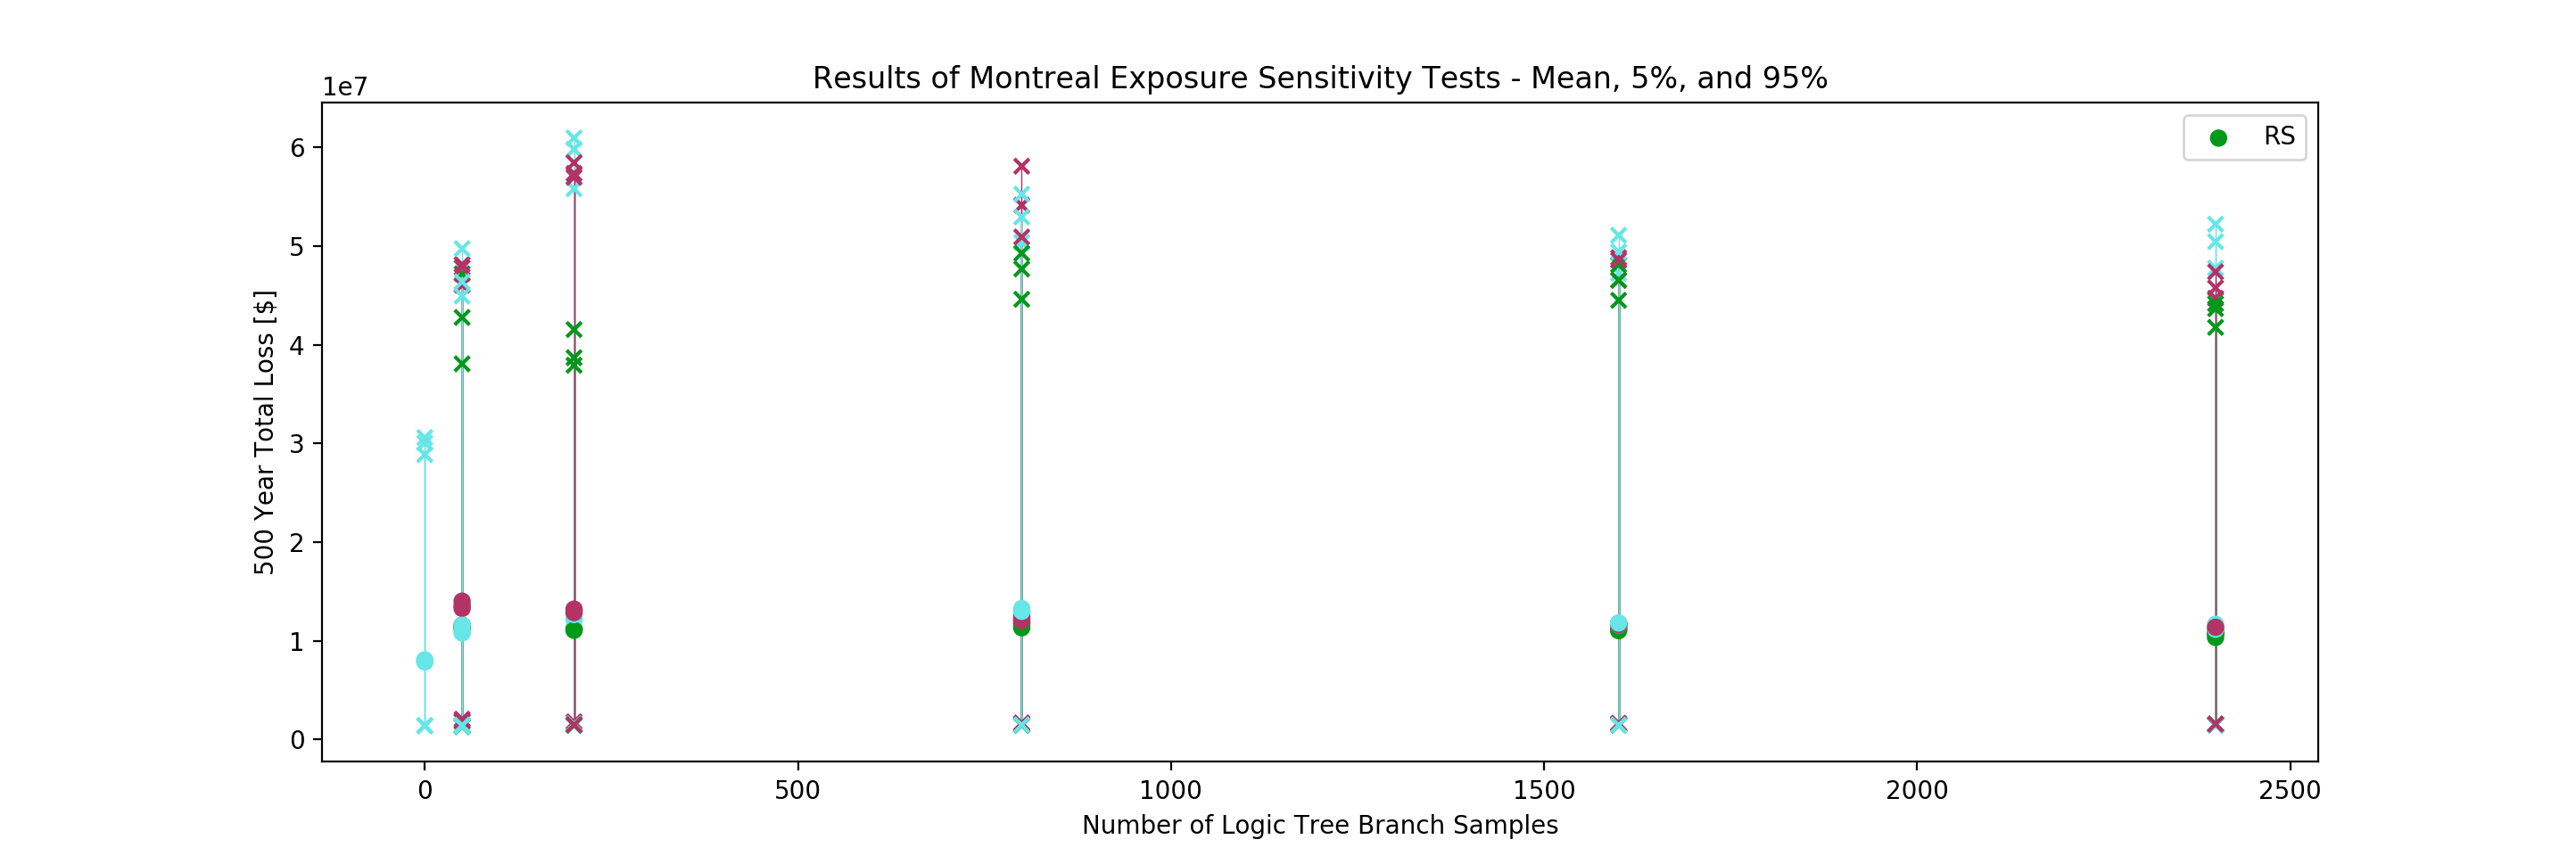 Results of Montreal Exposure Sensitivity Tests - Mean, 5%, and 95%
1e7
RS
6
5
4
3
2
1
0
500 Year Total Loss [$]
0 500 1000 1500 2000 2500
Number of Logic Tree Branch Samples